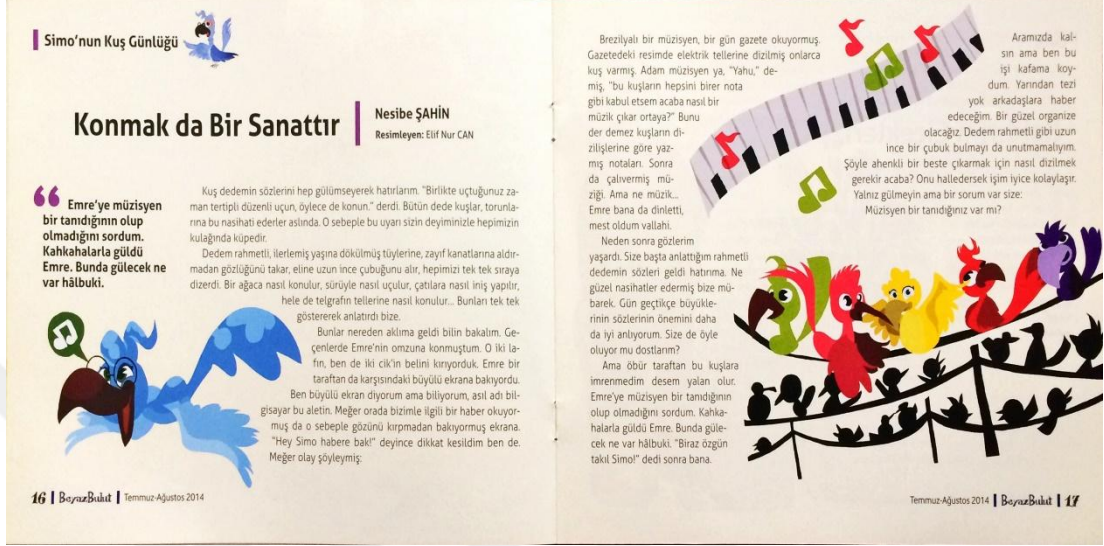 Simo'nun Kuş Günlüğü
Konmak da Bir Sanattır
Nesibe ŞAHİN
Resimleyen: Elif Nur CAN
Emre'ye müzisyen
bir tanıdığının olup
olmadığını sordum.
Kahkahalarla güldü
Emre. Bunda gülecek ne
var hâlbuki.
Kuş dedemin sözlerini hep gülümseyerek hatırlarım. "Birlikte uçtuğunuz za-
man tertipli düzenli uçun, öylece de konun." derdi. Bütün dede kuşlar, torunla-
rına bu nasihati ederler aslında. O sebeple bu uyarı sizin deyiminizle hepimizin
kulağında küpedir.
Dedem rahmetli, ilerlemiş yaşına dökülmüş tüylerine, zayıf kanatlarına aldır-
madan gözlüğünü takar, eline uzun ince çubuğunu alır, hepimizi tek tek sıraya
dizerdi. Bir ağaca nasıl konulur, sürüyle nasıl uçulur, çatılara nasıl iniş yapılır,
hele de telgrafın tellerine nasıl konulur... Bunları tek tek
göstererek anlatırdı bize.
Bunlar nereden aklıma geldi bilin bakalım. Ge-
çenlerde Emre'nin omzuna konmuştum. O iki la-
fın, ben de iki cik'in belini kırıyorduk. Emre bir
taraftan da karşısındaki büyülü ekrana bakıyordu.
Ben büyülü ekran diyorum ama biliyorum, asıl adı bil-
gisayar bu aletin. Meğer orada bizimle ilgili bir haber okuyor-
muş da o sebeple gözünü kırpmadan bakıyormuş ekrana.
"Hey Simo habere bak!" deyince dikkat kesildim ben de.
Meğer olay şöyleymiş:
16 | BeyazBulut | Temmuz-Ağustos 2014
Brezilyalı bir müzisyen, bir gün gazete okuyormuş.
Gazetedeki resimde elektrik tellerine dizilmiş onlarca
kuş varmış. Adam müzisyen ya, "Yahu," de-
miş, "bu kuşların hepsini birer nota
gibi kabul etsem acaba nasıl bir
müzik çıkar ortaya?" Bunu
der demez kuşların di-
zilişlerine göre yaz-
mış notaları. Sonra
da çalıvermiş mü-
ziği. Ama ne müzik...
Emre bana da dinletti,
mest oldum vallahi.
Neden sonra gözlerim
yaşardı. Size başta anlattığım rahmetli
dedemin sözleri geldi hatırıma. Ne
güzel nasihatler edermiş bize mü-
barek. Gün geçtikçe büyükle-
rinin sözlerinin önemini daha
da iyi anlıyorum. Size de öyle
oluyor mu dostlarım?
Ama öbür taraftan bu kuşlara
imrenmedim desem yalan olur.
Emre'ye müzisyen bir tanıdığının
olup olmadığını sordum. Kahka-
halarla güldü Emre. Bunda güle-
cek ne var hâlbuki. "Biraz özgün
takıl Simo!" dedi sonra bana.
Aramızda kal-
sın ama ben bu
işi kafama koy-
dum. Yarından tezi
yok arkadaşlara haber
edeceğim. Bir güzel organize
olacağız. Dedem rahmetli gibi uzun
ince bir çubuk bulmayı da unutmamalıyım.
Şöyle ahenkli bir beste çıkarmak için nasıl dizilmek
gerekir acaba? Onu halledersek işim iyice kolaylaşır.
Yalnız gülmeyin ama bir sorum var size:
Müzisyen bir tanıdığınız var mı?
Temmuz-Ağustos 2014 | BeyazBulut | 17